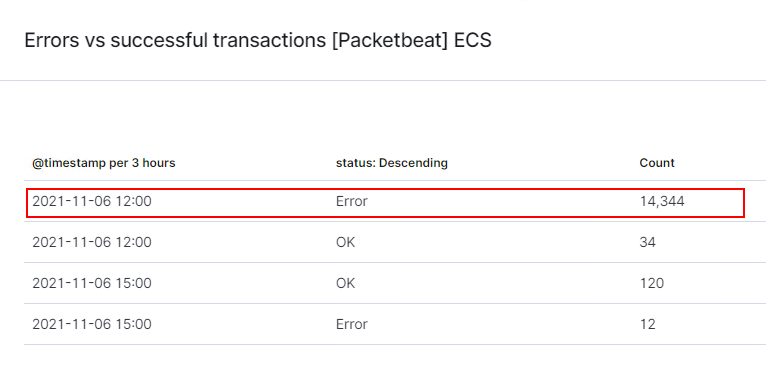 Errors vs successful transactions [Packetbeat] ECS
@timestamp per 3 hours status: Descending Count
2021-11-06 12:00 Error 14,344
2021-11-06 12:00 OK 34
2021-11-06 15:00 OK 120
2021-11-06 15:00 Error 12